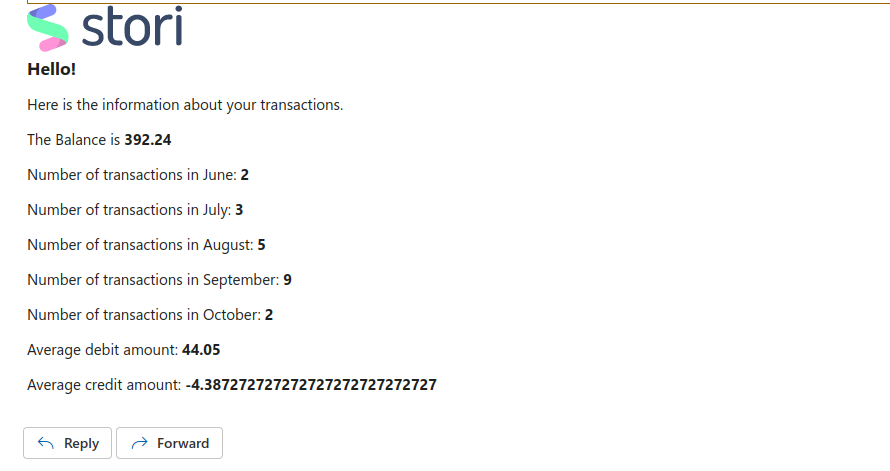 stori
Hello!
Here is the information about your transactions.
The Balance is 392.24
Number of transactions in June: 2
Number of transactions in July: 3
Number of transactions in August: 5
Number of transactions in September: 9
Number of transactions in October: 2
Average debit amount: 44.05
Average credit amount: -4.3872727272727272727272727272727
Reply
Forward